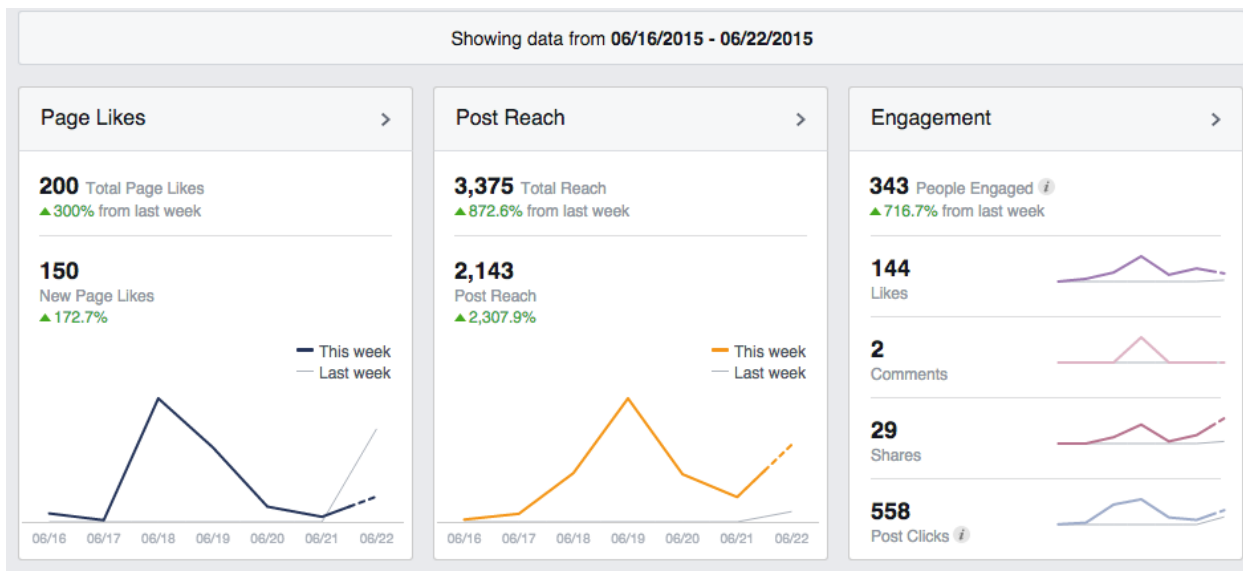 Showing data from 06/16/2015 - 06/22/2015
Page Likes
200 Total Page Likes
300% from last week
150
New Page Likes
172.7%
This week
Last week
06/16 06/17 06/18 06/19 06/20 06/21 06/22
Post Reach
3,375 Total Reach
872.6% from last week
2,143
Post Reach
2,307.9%
This week
Last week
06/16 06/17 06/18 06/19 06/20 06/21 06/22
Engagement
343 People Engaged i
716.7% from last week
144
Likes
2
Comments
29
Shares
558
Post Clicks i